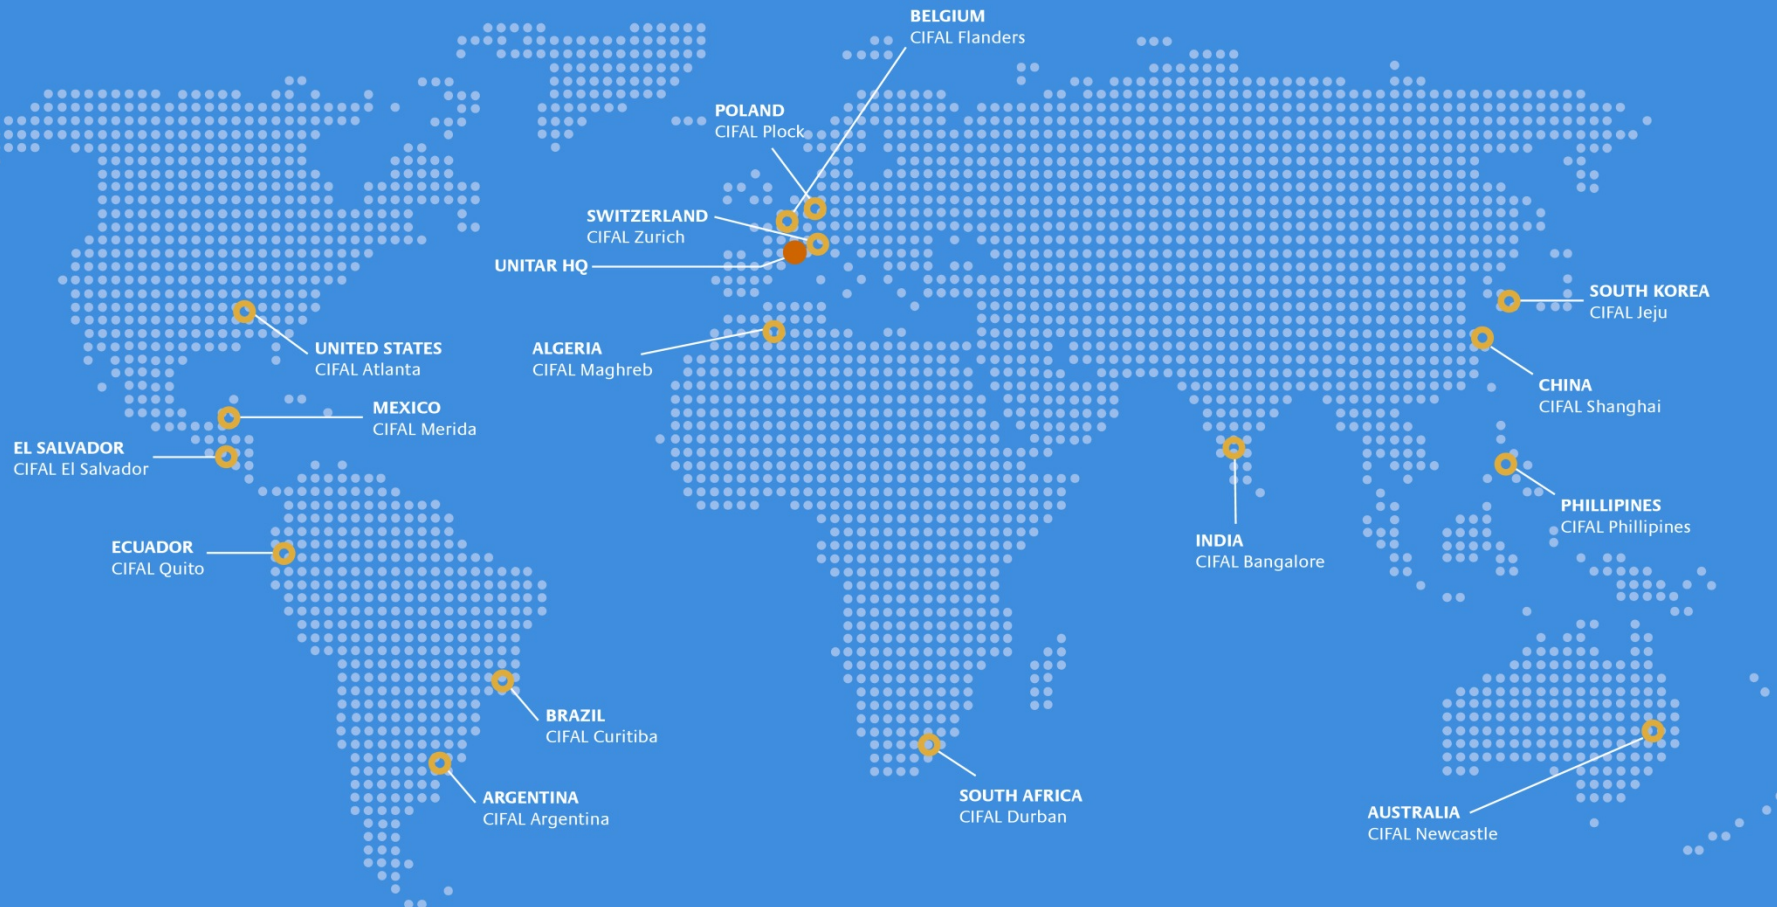 BELGIUM
CIFAL Flanders
POLAND
CIFAL Plock
SWITZERLAND
CIFAL Zurich
UNITAR HQ
SOUTH KOREA
CIFAL Jeju
UNITED STATES
CIFAL Atlanta
ALGERIA
CIFAL Maghreb
CHINA
CIFAL Shanghai
MEXICO
CIFAL Merida
EL SALVADOR
CIFAL El Salvador
PHILLIPINES
CIFAL Phillipines
INDIA
CIFAL Bangalore
ECUADOR
CIFAL Quito
BRAZIL
CIFAL Curitiba
ARGENTINA
CIFAL Argentina
SOUTH AFRICA
CIFAL Durban
AUSTRALIA
CIFAL Newcastle